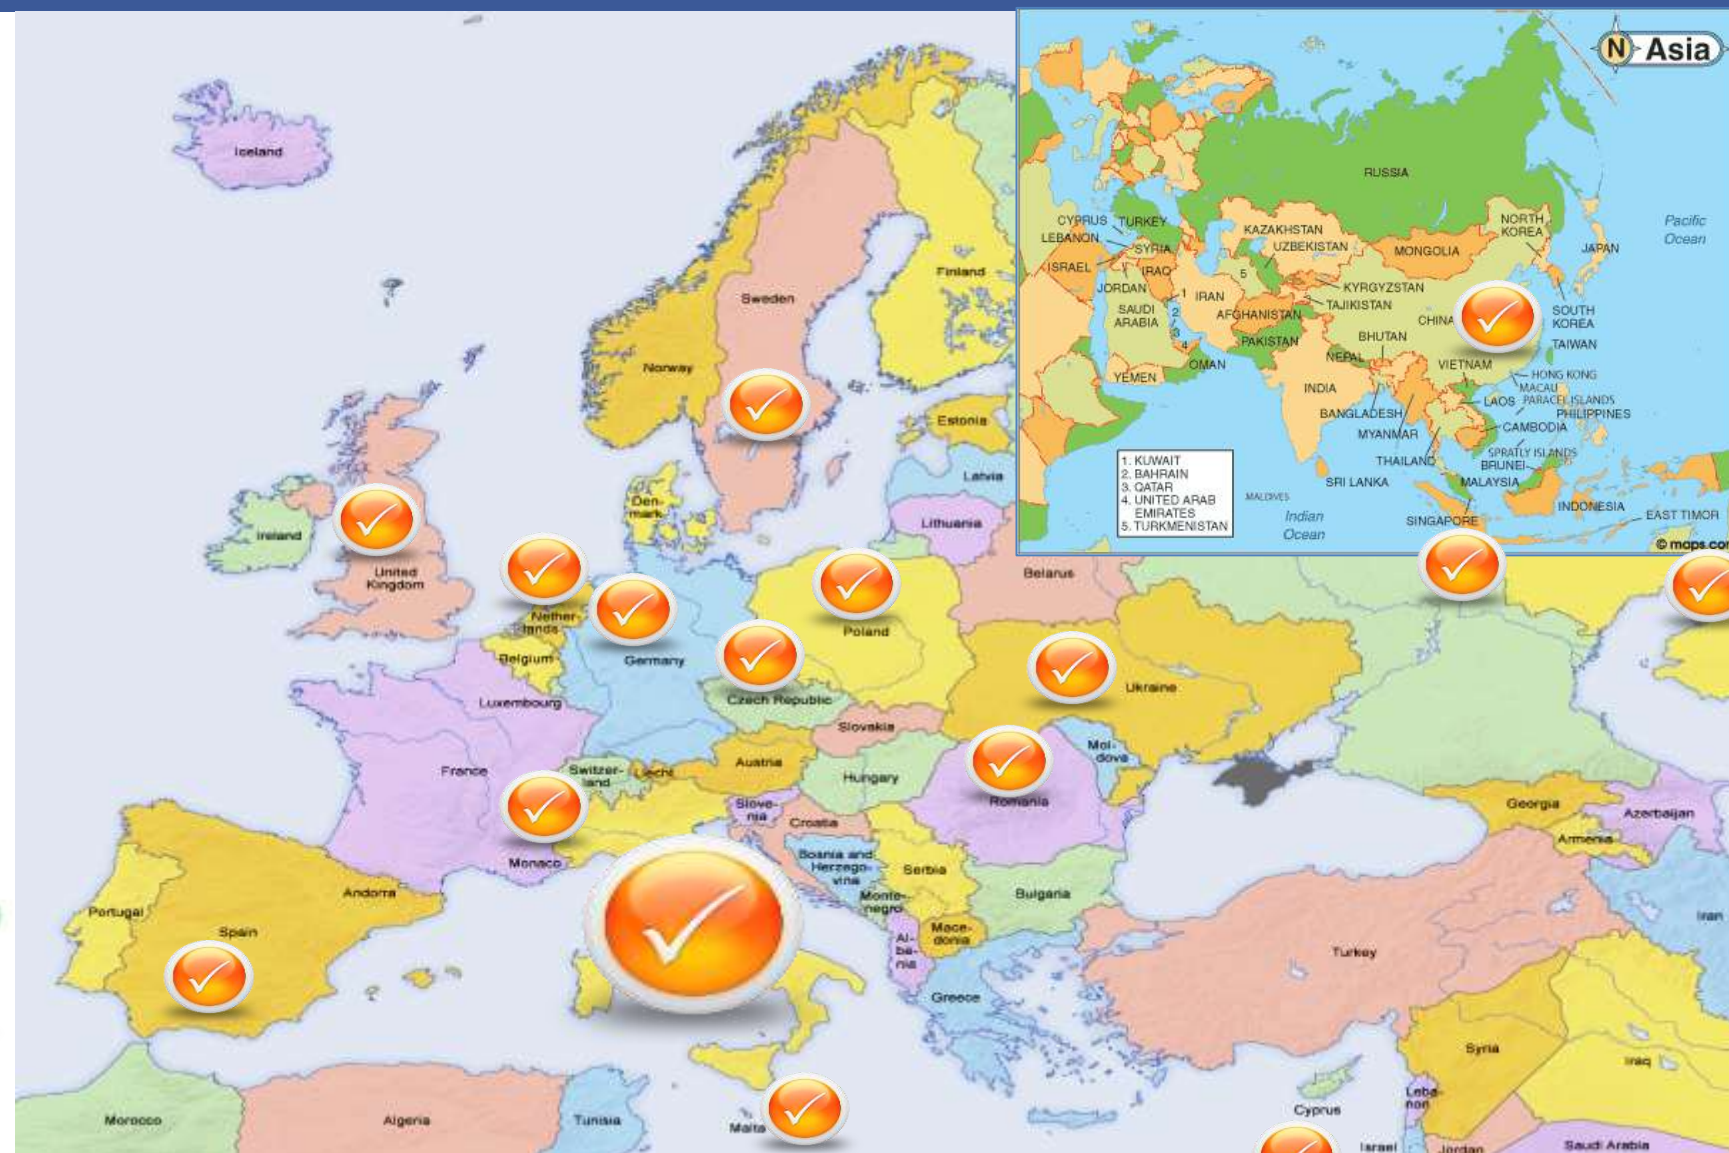 N Asia
RUSSIA
CYPRUS
TURKEY
LEBANON
SYRIA
ISRAEL
IRAQ
JORDAN
SAUDI
ARABIA
1
2
3
4
5
IRAN
OMAN
YEMEN
KAZAKHSTAN
UZBEKISTAN
MONGOLIA
NORTH
KOREA
JAPAN
Pacific
Ocean
KYRGYZSTAN
TAJIKISTAN
AFGHANISTAN
PAKISTAN
CHINA
SOUTH
KOREA
TAIWAN
BHUTAN
NEPAL
VIETNAM
INDIA
HONG KONG
MACAU
LAOS
PARACEL ISLANDS
PHILIPPINES
BANGLADESH
MYANMAR
CAMBODIA
THAILAND
SPRATLY ISLANDS
BRUNEI
SRI LANKA
MALAYSIA
MALDIVES
INDONESIA
SINGAPORE
EAST TIMOR
Indian
Ocean
1. KUWAIT
2. BAHRAIN
3. QATAR
4. UNITED ARAB
EMIRATES
5. TURKMENISTAN
© maps.com
Iceland
Finland
Sweden
Norway
Estonia
Latvia
Lithuania
Den-
mark
Ireland
United
Kingdom
Belarus
Nether-
lands
Poland
Belgium
Germany
Luxembourg
Czech Republic
Ukraine
Slovakia
Mol-
dova
France
Switzer-
land
Liecht
Austria
Hungary
Romania
Slove-
nia
Croatia
Georgia
Azerbaijan
Armenia
Monaco
Bosnia and
Herzego-
vina
Serbia
Monte-
negro
Bulgaria
Andorra
Portugal
Spain
Al-
ba-
nia
Mace-
donia
Iran
Turkey
Greece
Syria
Iraq
Leba-
non
Cyprus
Morocco
Algeria
Tunisia
Malta
Israel
Jordan
Saudi Arabia